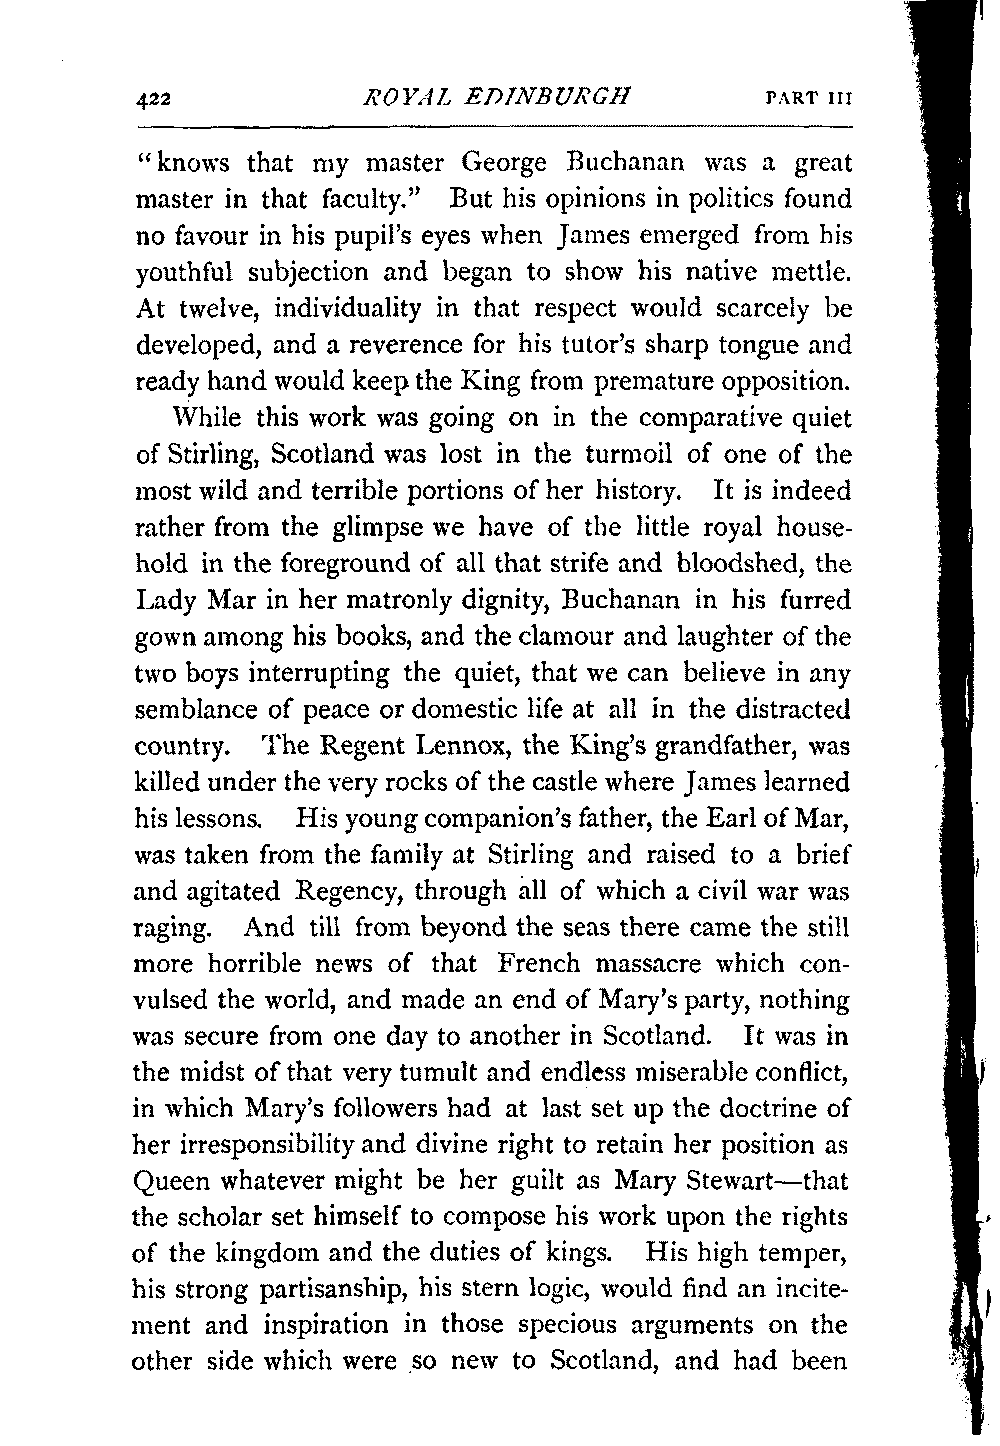 422 ROYAL EDINBURGH PART III
“knows that my master George Buchanan was a great
master in that faculty.” But his opinions in politics found
no favour in his pupil's eyes when James emerged from his
youthful subjection and began to show his native mettle.
At twelve, individuality in that respect would scarcely be
developed, and a reverence for his tutor's sharp tongue and
ready hand would keep the King from premature opposition.
While this work was going on in the comparative quiet
of Stirling, Scotland was lost in the turmoil of one of the
most wild and terrible portions of her history. It is indeed
rather from the glimpse we have of the little royal house-
hold in the foreground of all that strife and bloodshed, the
Lady Mar in her matronly dignity, Buchanan in his furred
gown among his books, and the clamour and laughter of the
two boys interrupting the quiet, that we can believe in any
semblance of peace or domestic life at all in the distracted
country. The Regent Lennox, the King's grandfather, was
killed under the very rocks of the castle where James learned
his lessons. His young companion's father, the Earl of Mar,
was taken from the family at Stirling and raised to a brief
and agitated Regency, through all of which a civil war was
raging. And till from beyond the seas there came the still
more horrible news of that French massacre which con-
vulsed the world, and made an end of Mary's party, nothing
was secure from one day to another in Scotland. It was in
the midst of that very tumult and endless miserable conflict,
in which Mary's followers had at last set up the doctrine of
her irresponsibility and divine right to retain her position as
Queen whatever might be her guilt as Mary Stewart—that
the scholar set himself to compose his work upon the rights
of the kingdom and the duties of kings. His high temper,
his strong partisanship, his stern logic, would find an incite-
ment and inspiration in those specious arguments on the
other side which were so new to Scotland, and had been